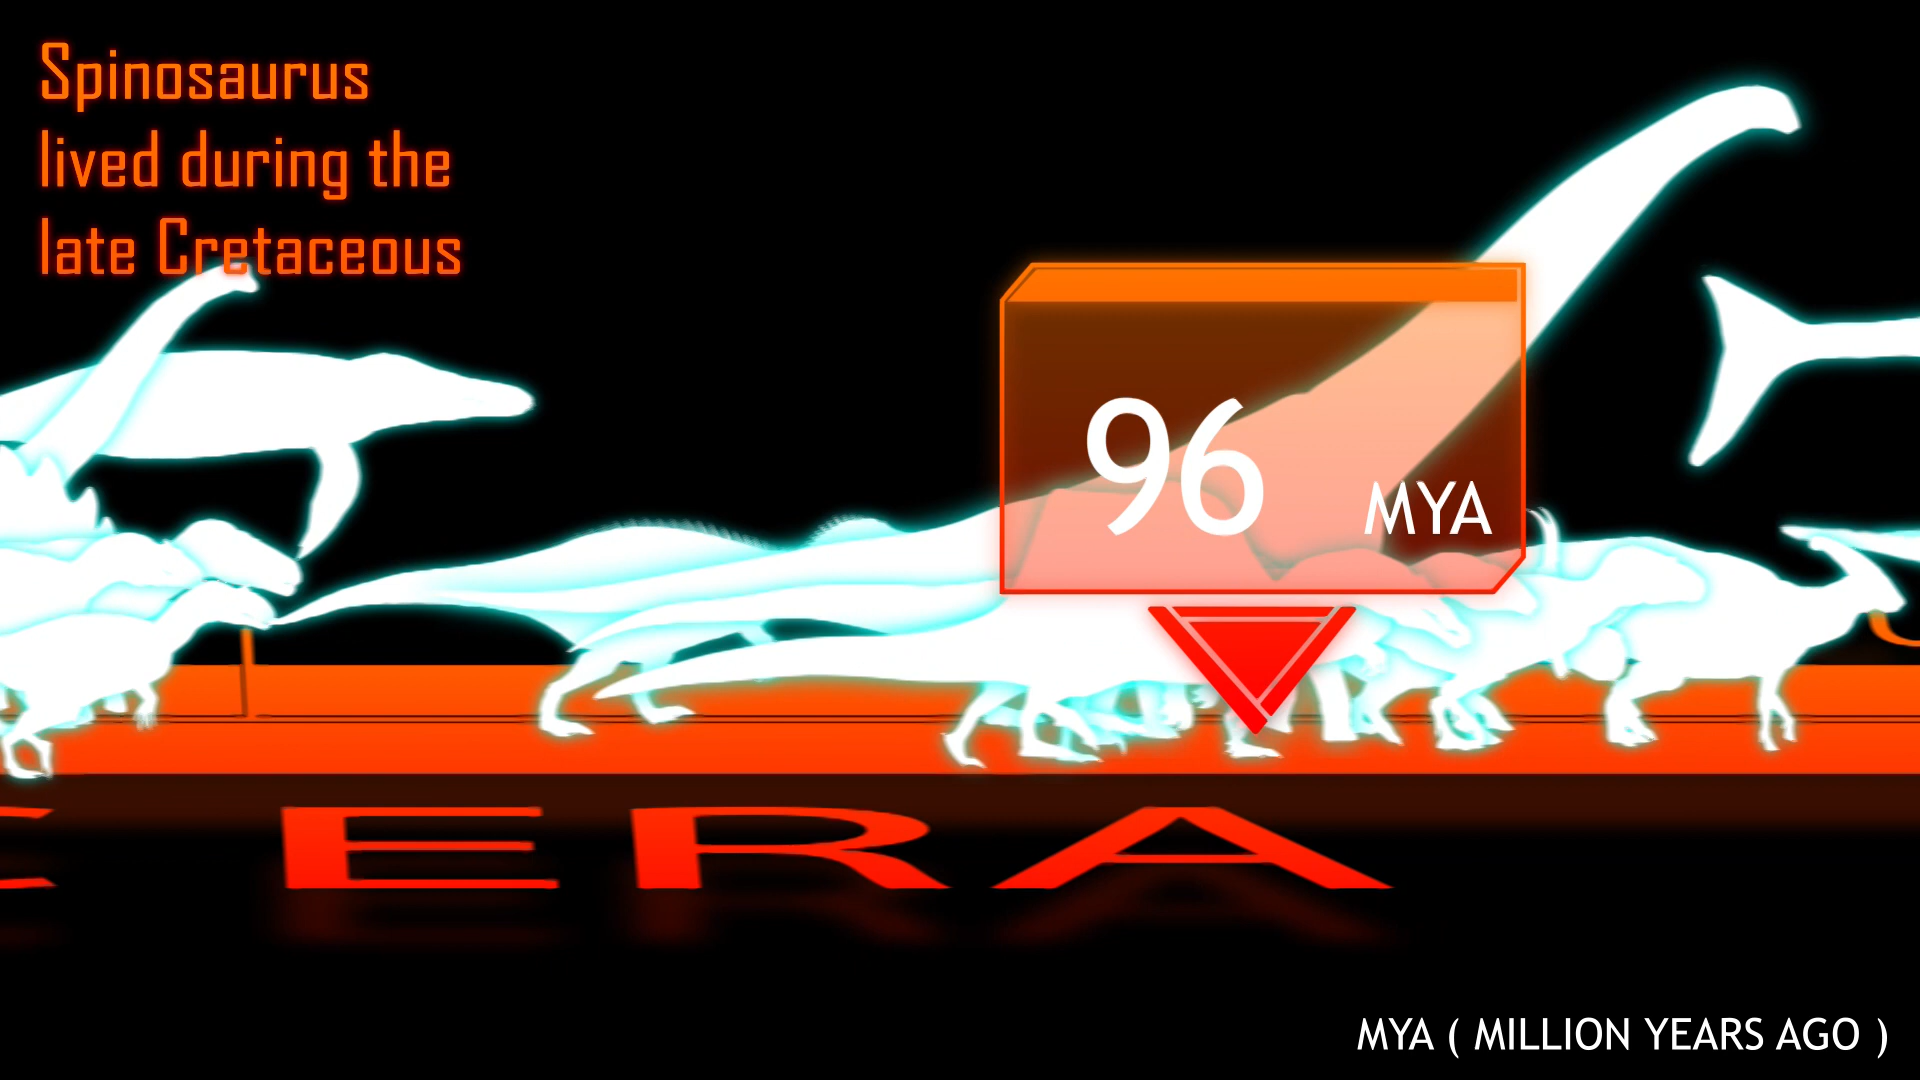 Spinosaurus
lived during the
late Cretaceous
96 MYA
ERA
MYA ( MILLION YEARS AGO )